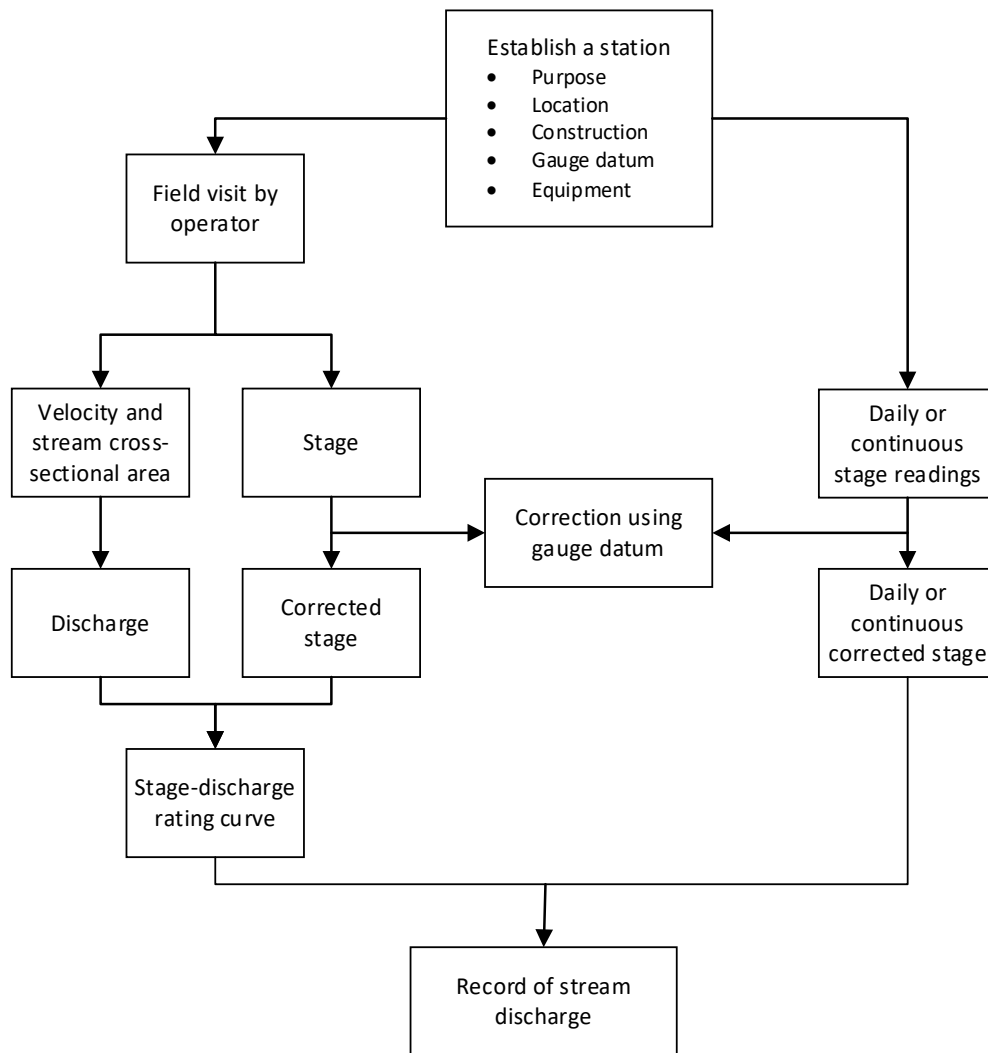 Establish a station
• Purpose
• Location
• Construction
• Gauge datum
• Equipment
Field visit by
operator
Velocity and
stream cross-
sectional area
Stage
Daily or
continuous
stage readings
Correction using
gauge datum
Discharge
Corrected
stage
Daily or
continuous
corrected stage
Stage-discharge
rating curve
Record of stream
discharge